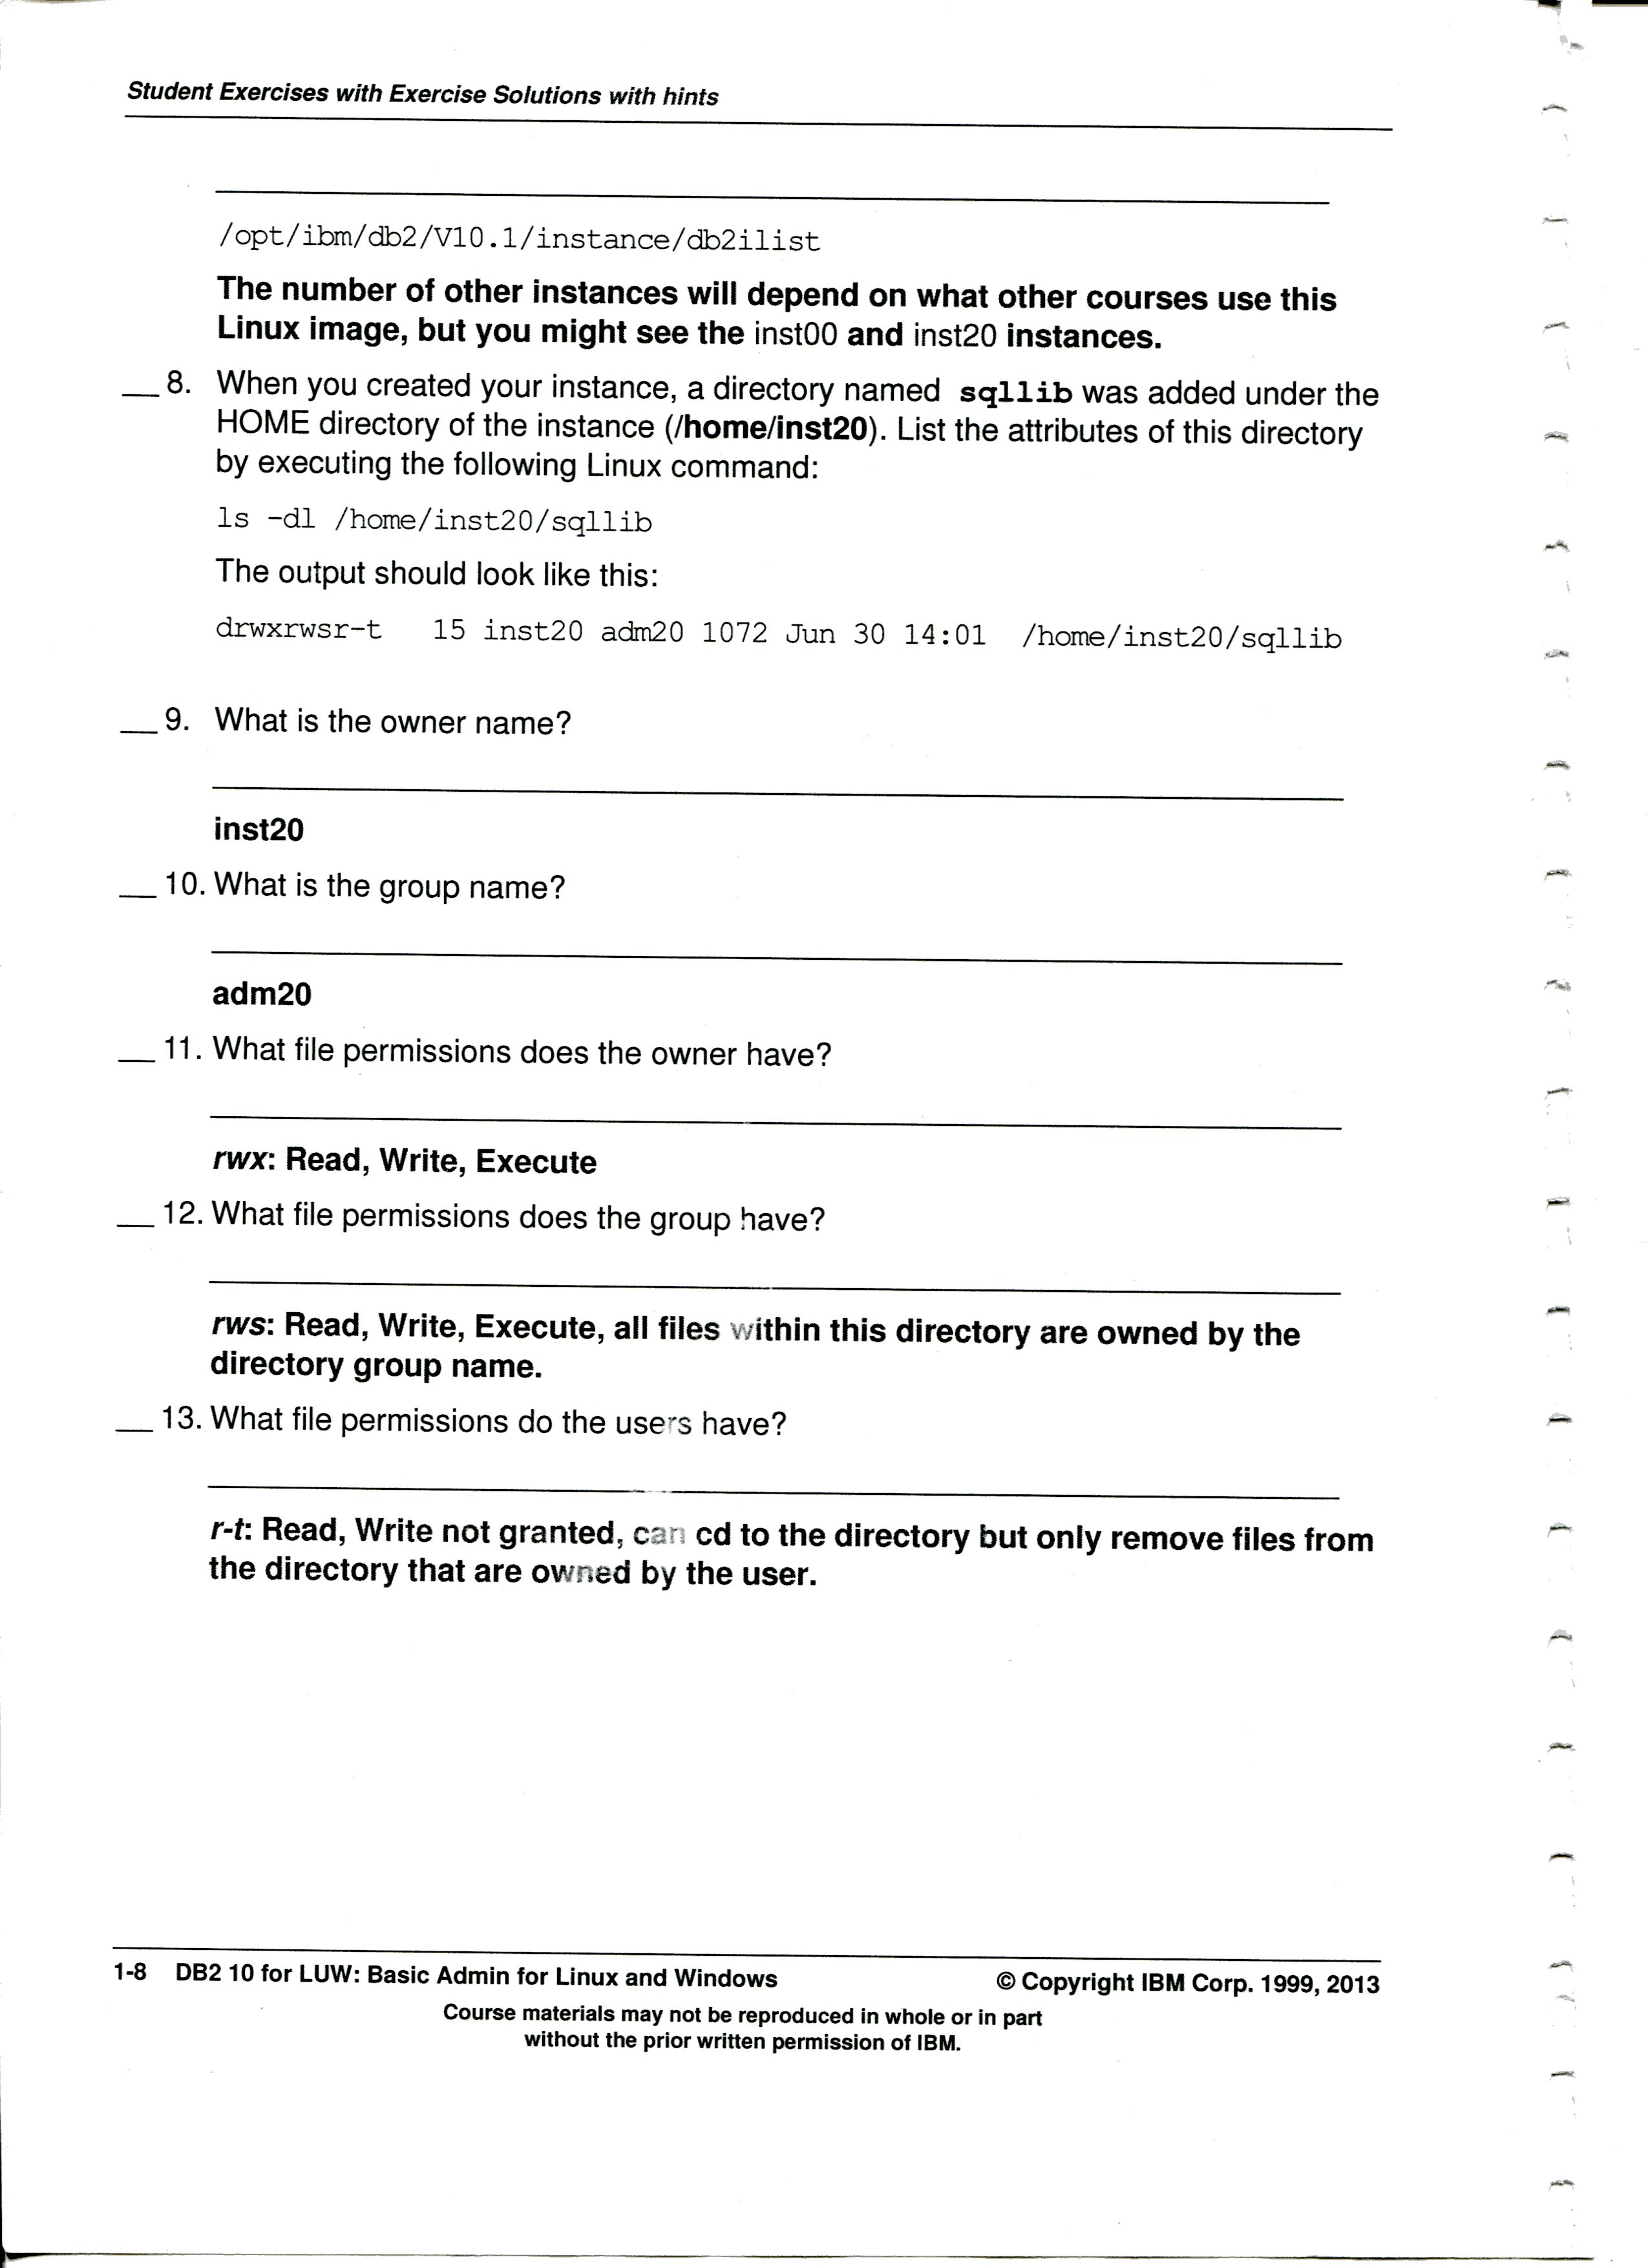 Student Exercises with Exercise Solutions with hints
/opt/ibm/db2/V10.1/instance/db2ilist
The number of other instances will depend on what other courses use this
Linux image, but you might see the inst00 and inst20 instances.
__ 8. When you created your instance, a directory named sqllib was added under the
HOME directory of the instance (/home/inst20). List the attributes of this directory
by executing the following Linux command:
ls -dl /home/inst20/sqllib
The output should look like this:
drwxrwsr-t 15 inst20 adm20 1072 Jun 30 14:01 /home/inst20/sqllib
__ 9. What is the owner name?
inst20
__ 10. What is the group name?
adm20
__ 11. What file permissions does the owner have?
rwx: Read, Write, Execute
__ 12. What file permissions does the group have?
rws: Read, Write, Execute, all files within this directory are owned by the
directory group name.
__ 13. What file permissions do the users have?
r-t: Read, Write not granted, can cd to the directory but only remove files from
the directory that are owned by the user.
1-8 DB2 10 for LUW: Basic Admin for Linux and Windows © Copyright IBM Corp. 1999, 2013
Course materials may not be reproduced in whole or in part
without the prior written permission of IBM.